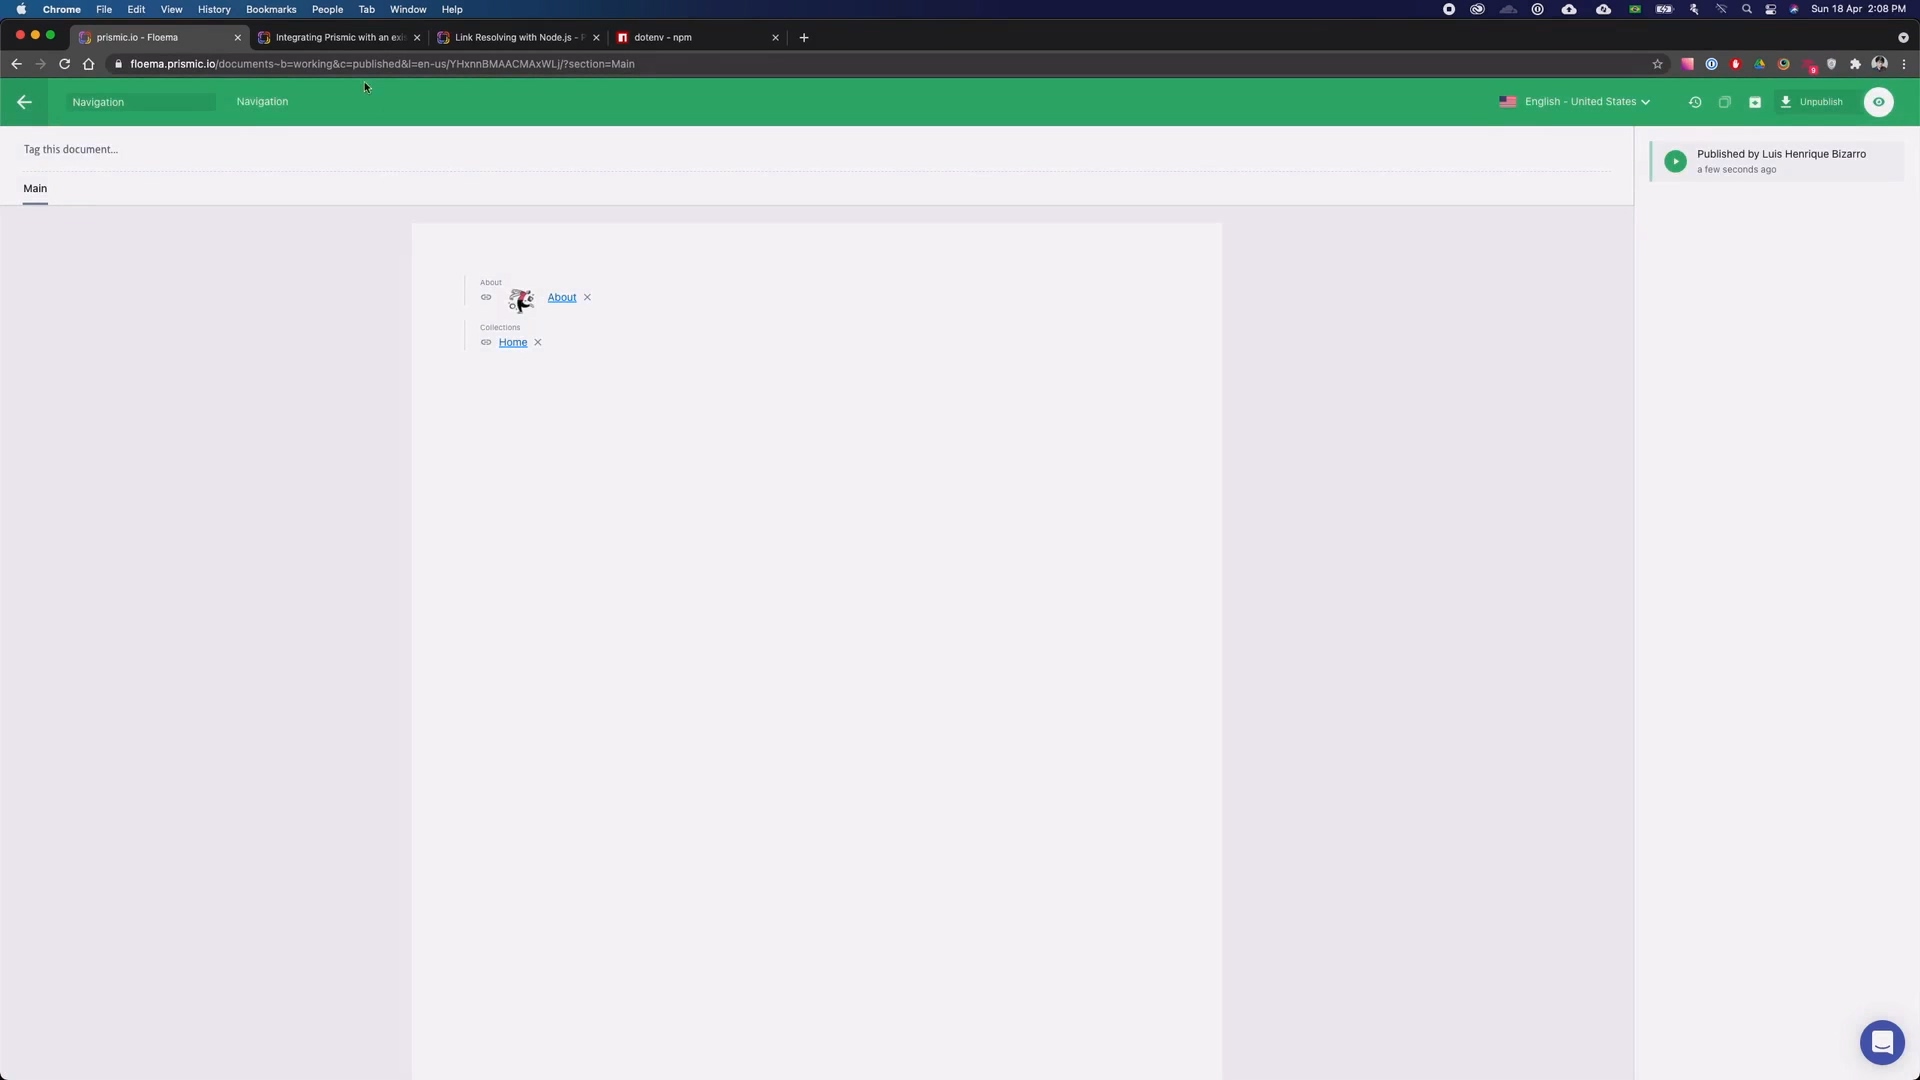 Chrome File Edit View History Bookmarks People Tab Window Help Sun 18 Apr 2:08 PM
prismic.io - Floema Integrating Prismic with an exi Link Resolving with Node.js - P dotenv - npm
floema.prismic.io/documents~b=working&c=published&l=en-us/YHxnnBMAACMAxWLj/?section=Main 9
Navigation Navigation English - United States Unpublish
Tag this document...
Published by Luis Henrique Bizarro
a few seconds ago
Main
About
About
Collections
Home